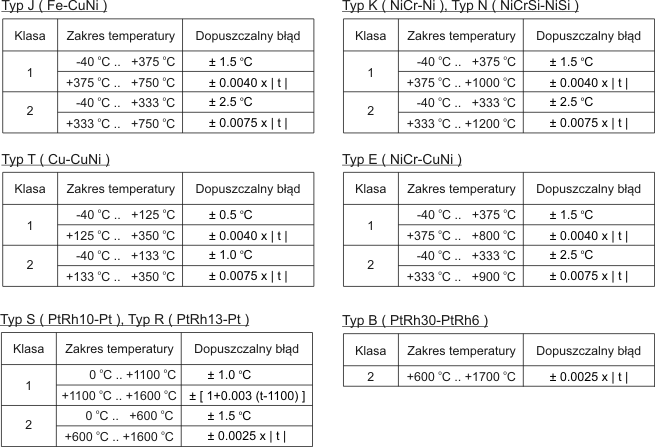 Typ J ( Fe-CuNi )
Klasa Zakres temperatury Dopuszczalny błąd
1
-40 °C .. +375 °C ± 1.5 °C
+375 °C .. +750 °C ± 0.0040 x | t |
2
-40 °C .. +333 °C ± 2.5 °C
+333 °C .. +750 °C ± 0.0075 x | t |
Typ K ( NiCr-Ni ), Typ N ( NiCrSi-NiSi )
Klasa Zakres temperatury Dopuszczalny błąd
1
-40 °C .. +375 °C ± 1.5 °C
+375 °C .. +1000 °C ± 0.0040 x | t |
2
-40 °C .. +333 °C ± 2.5 °C
+333 °C .. +1200 °C ± 0.0075 x | t |
Typ T ( Cu-CuNi )
Klasa Zakres temperatury Dopuszczalny błąd
1
-40 °C .. +125 °C ± 0.5 °C
+125 °C .. +350 °C ± 0.0040 x | t |
2
-40 °C .. +133 °C ± 1.0 °C
+133 °C .. +350 °C ± 0.0075 x | t |
Typ E ( NiCr-CuNi )
Klasa Zakres temperatury Dopuszczalny błąd
1
-40 °C .. +375 °C ± 1.5 °C
+375 °C .. +800 °C ± 0.0040 x | t |
2
-40 °C .. +333 °C ± 2.5 °C
+333 °C .. +900 °C ± 0.0075 x | t |
Typ S ( PtRh10-Pt ), Typ R ( PtRh13-Pt )
Klasa Zakres temperatury Dopuszczalny błąd
1
0 °C .. +1100 °C ± 1.0 °C
+1100 °C .. +1600 °C ± [ 1+0.003 (t-1100) ]
2
0 °C .. +600 °C ± 1.5 °C
+600 °C .. +1600 °C ± 0.0025 x | t |
Typ B ( PtRh30-PtRh6 )
Klasa Zakres temperatury Dopuszczalny błąd
2 +600 °C .. +1700 °C ± 0.0025 x | t |